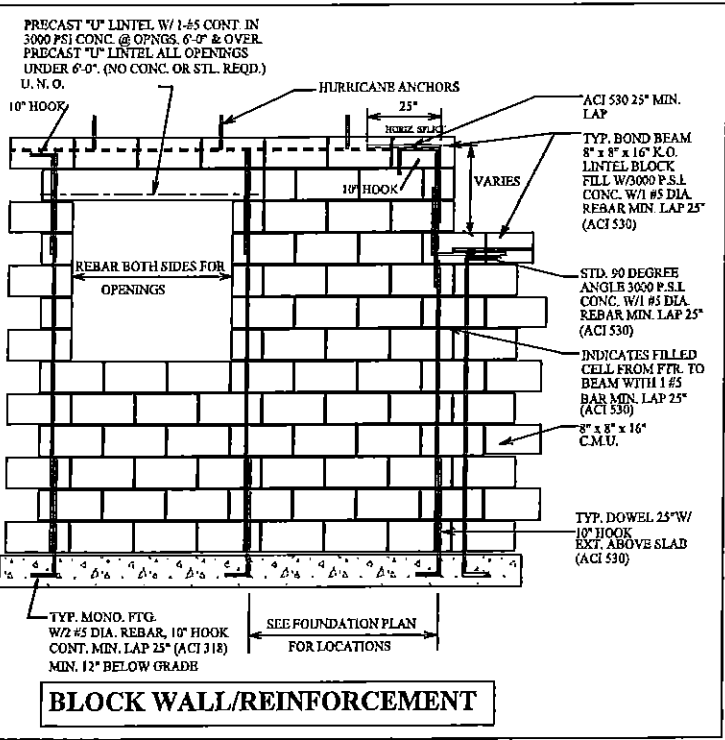 PRECAST "U" LINTEL W/ 1-#5 CONT. IN
3000 PSI CONC. @ OPNGS. 6'-0" & OVER.
PRECAST "U" LINTEL ALL OPENINGS
UNDER 6'-0". (NO CONC. OR STL. REQD.)
U. N. O.
10" HOOK
HURRICANE ANCHORS
25"
HORIZ. SPLICE
10" HOOK
VARIES
ACI 530 25" MIN.
LAP
TYP. BOND BEAM
8" x 8" x 16" K.O.
LINTEL BLOCK
FILL W/3000 P.S.I.
CONC. W/1 #5 DIA.
REBAR MIN. LAP 25"
(ACI 530)
REBAR BOTH SIDES FOR
OPENINGS
STD. 90 DEGREE
ANGLE 3000 P.S.I.
CONC. W/1 #5 DIA.
REBAR MIN. LAP 25"
(ACI 530)
INDICATES FILLED
CELL FROM FTR. TO
BEAM WITH 1 #5
BAR MIN. LAP 25"
(ACI 530)
8" x 8" x 16"
C.M.U.
TYP. DOWEL 25"W/
10" HOOK
EXT. ABOVE SLAB
(ACI 530)
TYP. MONO. FTG.
W/2 #5 DIA. REBAR, 10" HOOK
CONT. MIN. LAP 25" (ACI 318)
MIN. 12" BELOW GRADE
SEE FOUNDATION PLAN
FOR LOCATIONS
BLOCK WALL/REINFORCEMENT